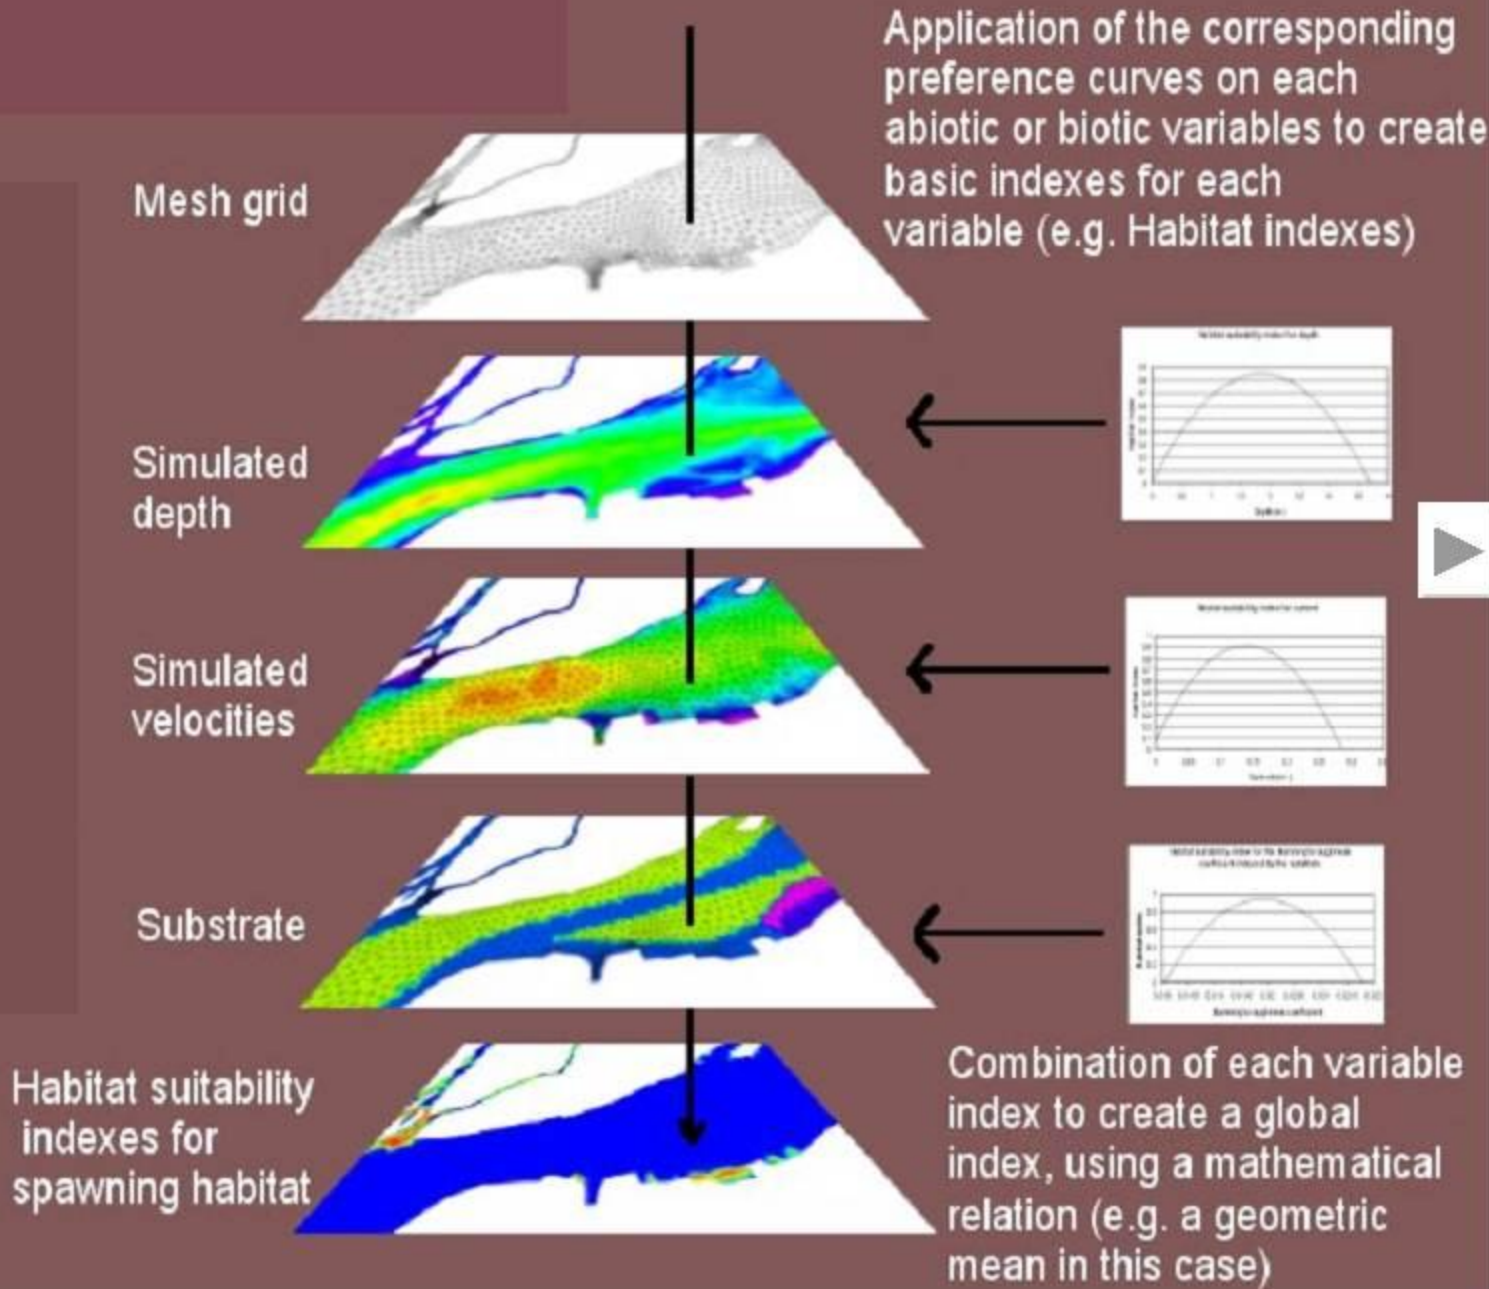 Application of the corresponding
preference curves on each
abiotic or biotic variables to create
basic indexes for each
variable (e.g. Habitat indexes)
Mesh grid
Simulated
depth
Simulated
velocities
Substrate
Habitat suitability
indexes for
spawning habitat
Combination of each variable
index to create a global
index, using a mathematical
relation (e.g. a geometric
mean in this case)